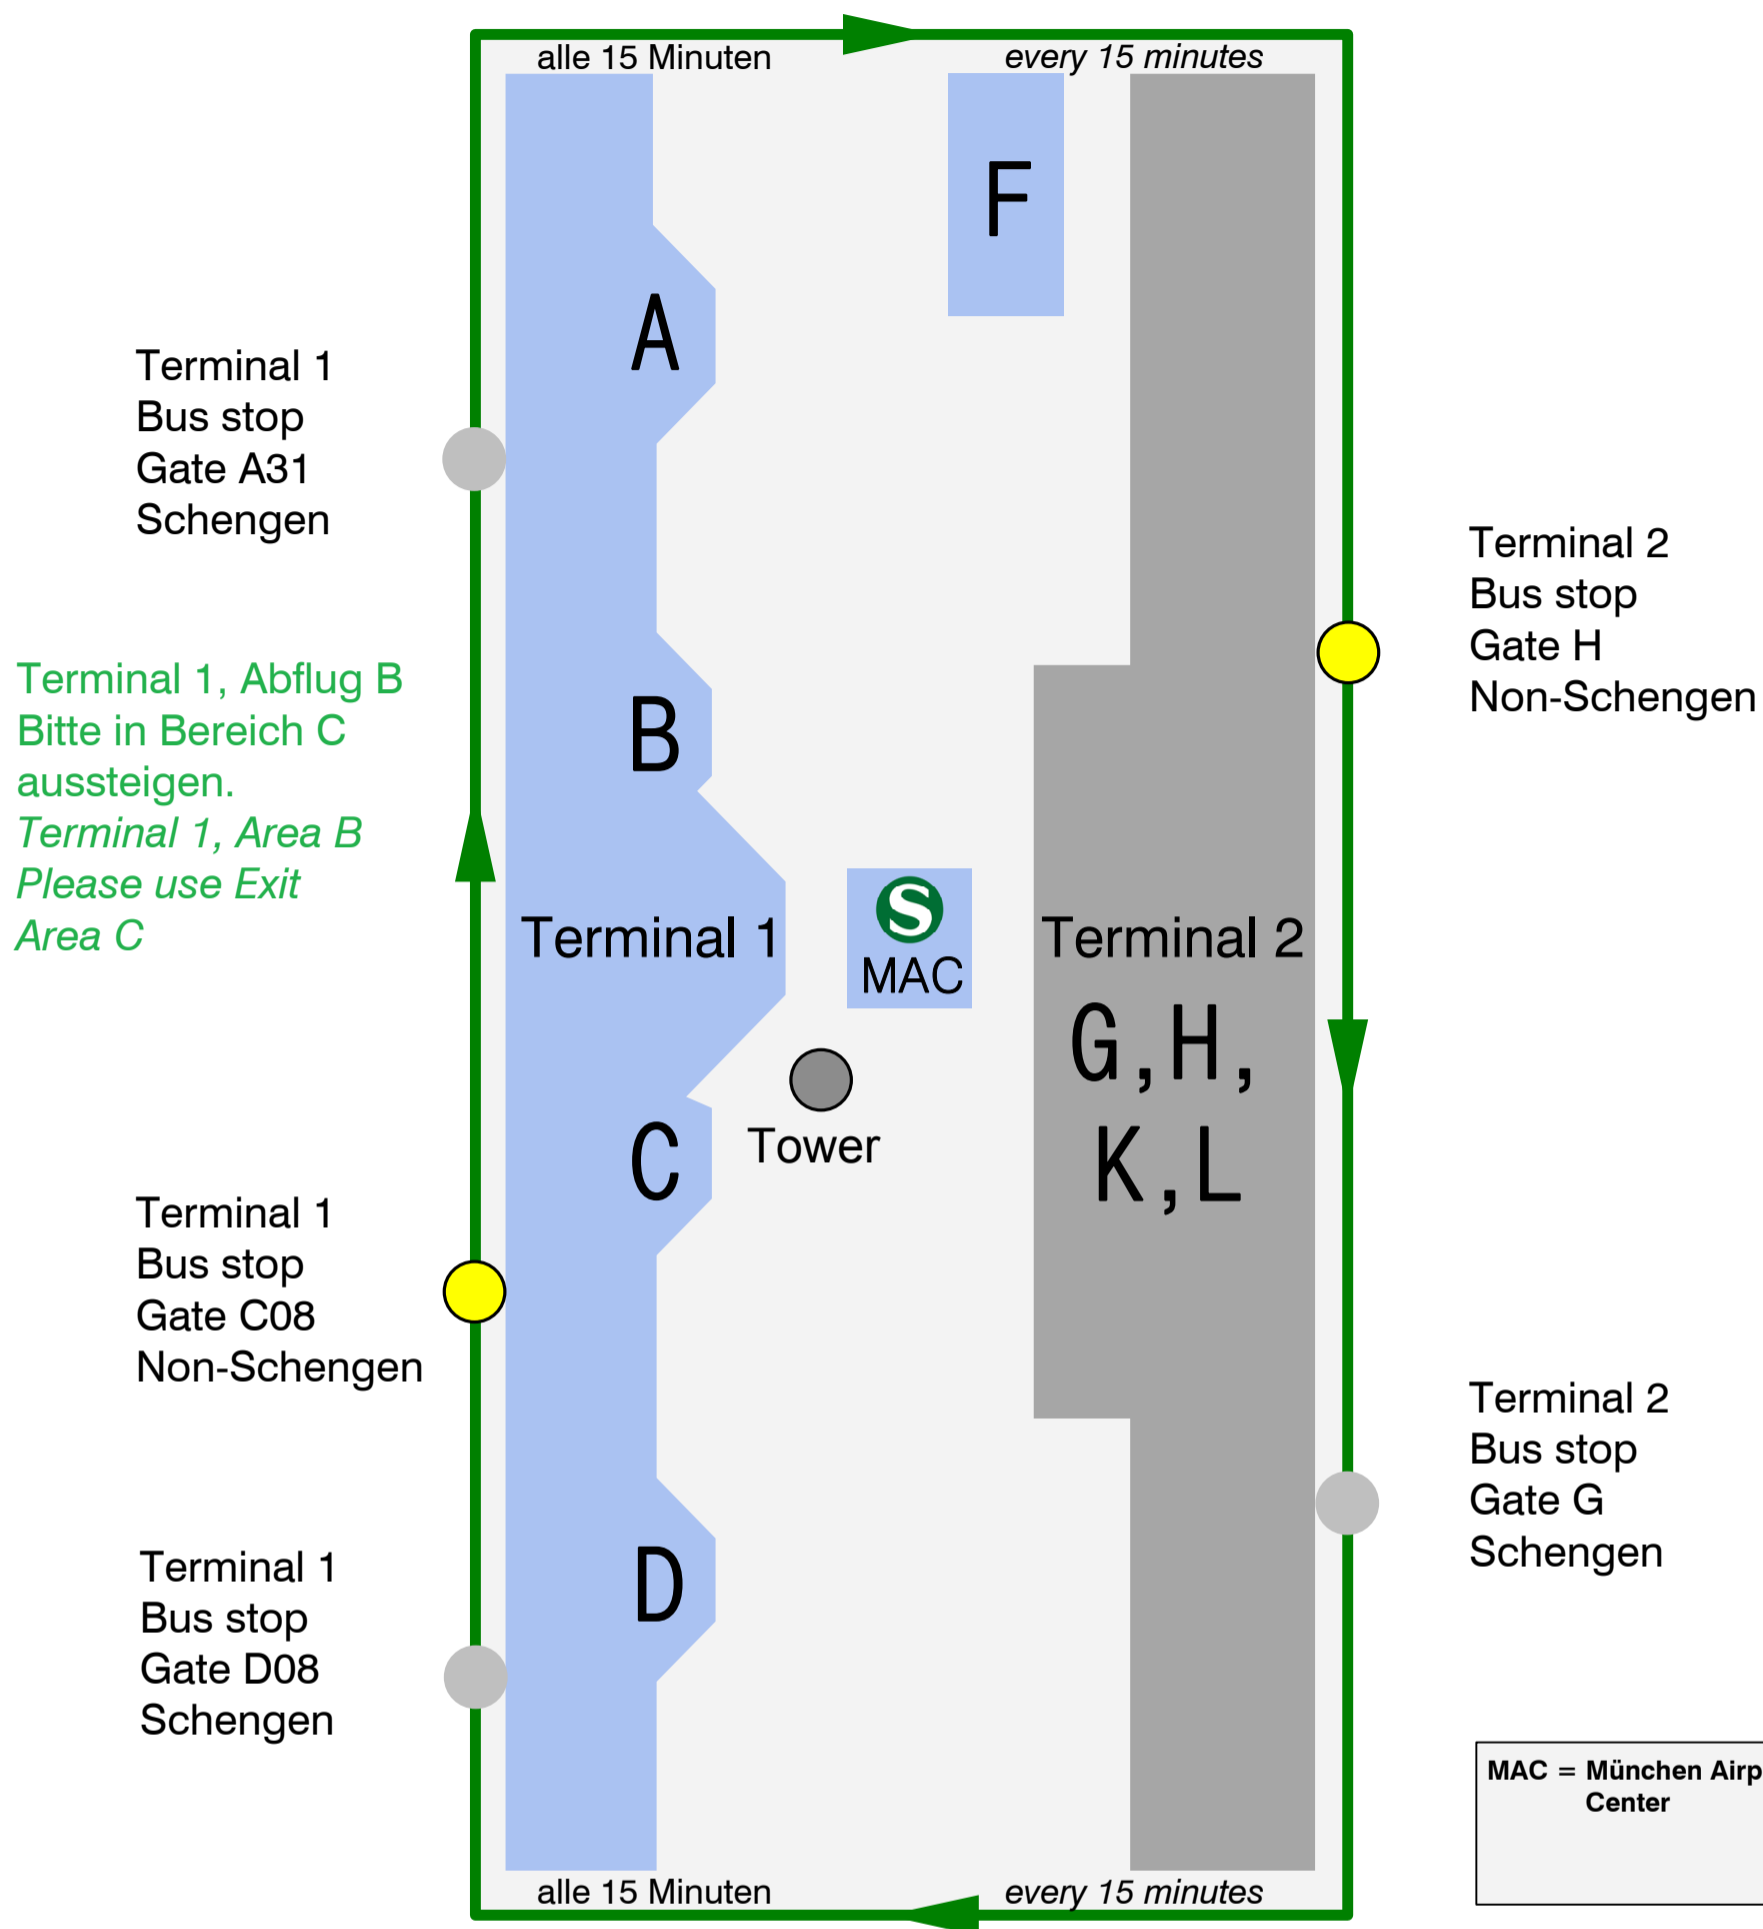 alle 15 Minuten
every 15 minutes
F
A
Terminal 1
Bus stop
Gate A31
Schengen
Terminal 2
Bus stop
Gate H
Non-Schengen
Terminal 1, Abflug B
Bitte in Bereich C
aussteigen.
Terminal 1, Area B
Please use Exit
Area C
B
Terminal 1
S
MAC
Terminal 2
G,H,
K,L
Tower
C
Terminal 1
Bus stop
Gate C08
Non-Schengen
Terminal 2
Bus stop
Gate G
Schengen
D
Terminal 1
Bus stop
Gate D08
Schengen
MAC = München Airp
Center
alle 15 Minuten
every 15 minutes